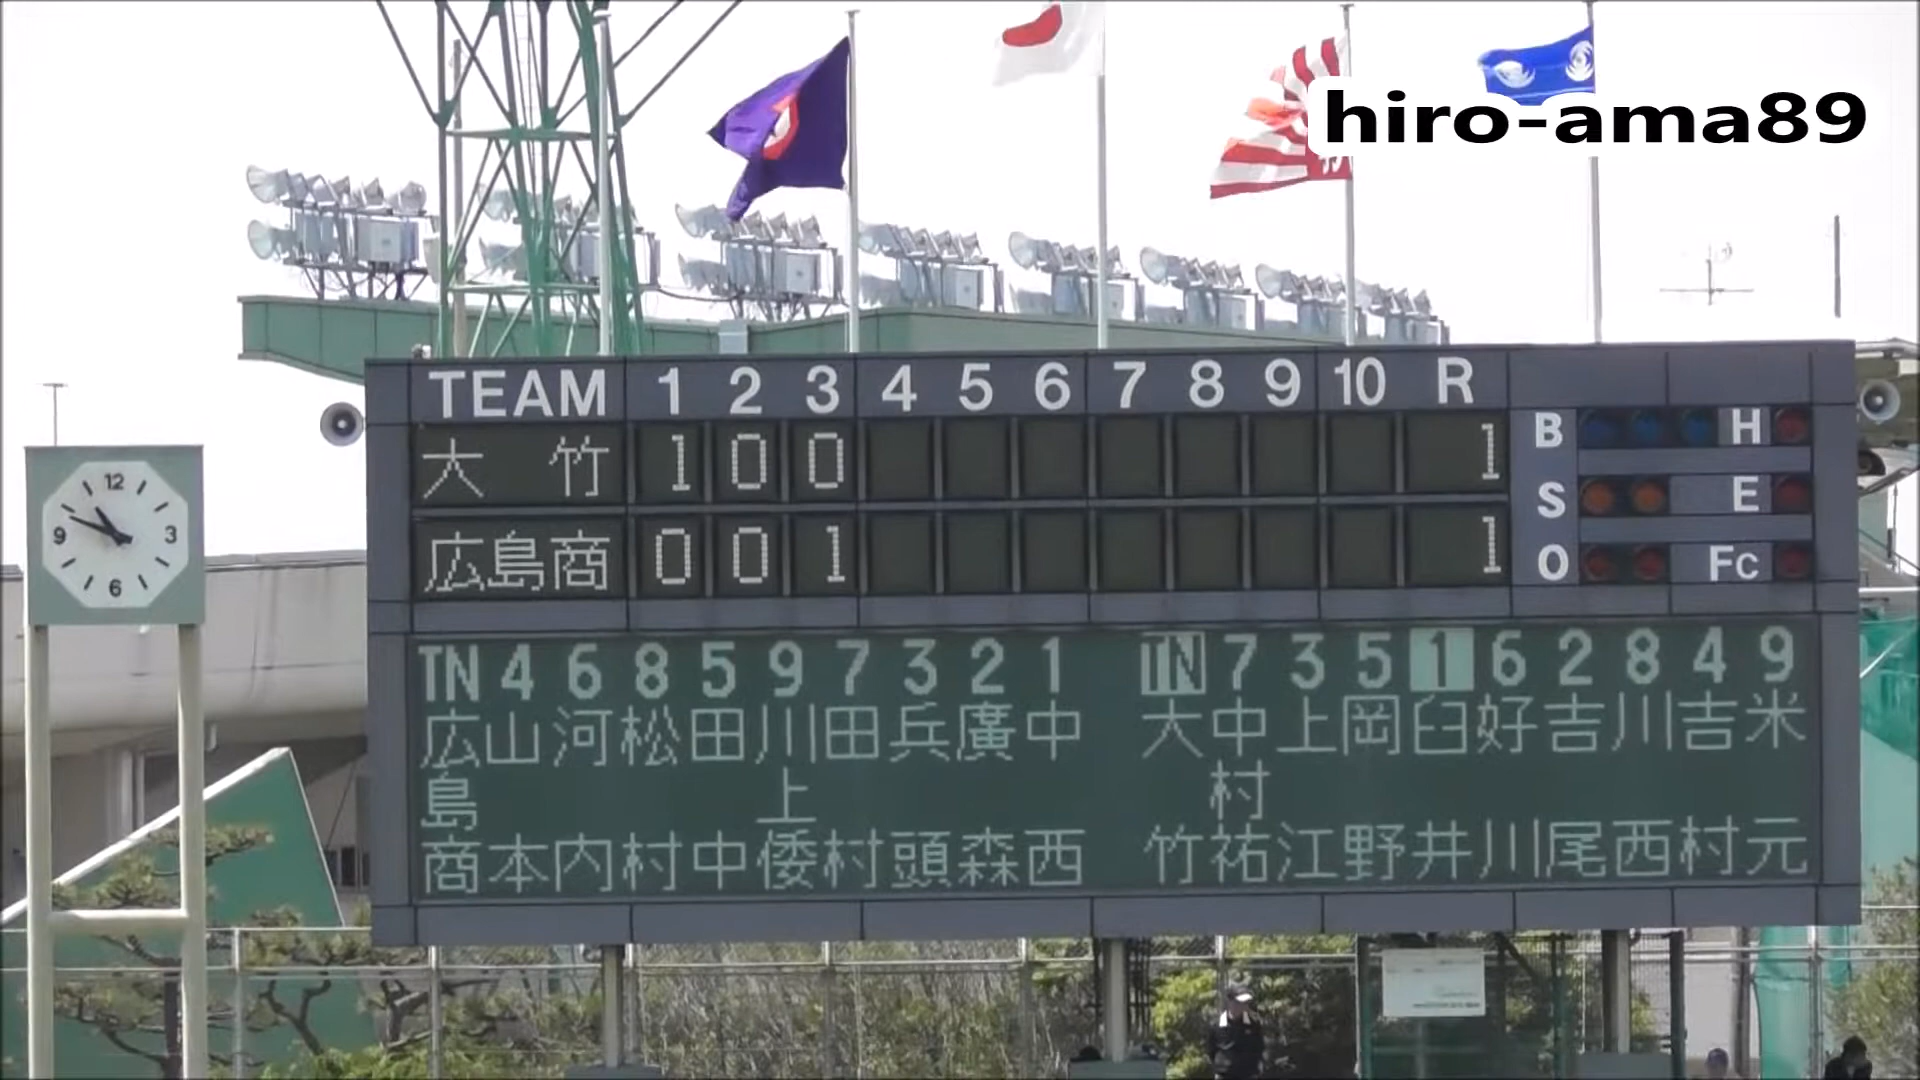 hiro-ama89
TEAM 1 2 3 4 5 6 7 8 9 10 R
大竹 1 0 0 1
広島商 0 0 1 1
B H
S E
O Fc
12
3
6
9
TN 4 6 8 5 9 7 3 2 1
広島商 山本 河内 松村 田中 川上倭 田村 兵頭 廣森 中西
TN 7 3 5 1 6 2 8 4 9
大竹 中村祐 上江 岡野 臼井 好川 吉尾 川西 吉村 米元